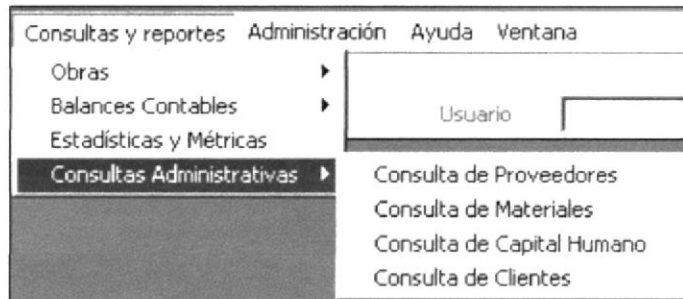 Consultas y reportes Administración Ayuda Ventana
Obras
Balances Contables
Estadísticas y Métricas
Consultas Administrativas
Usuario
Consulta de Proveedores
Consulta de Materiales
Consulta de Capital Humano
Consulta de Clientes